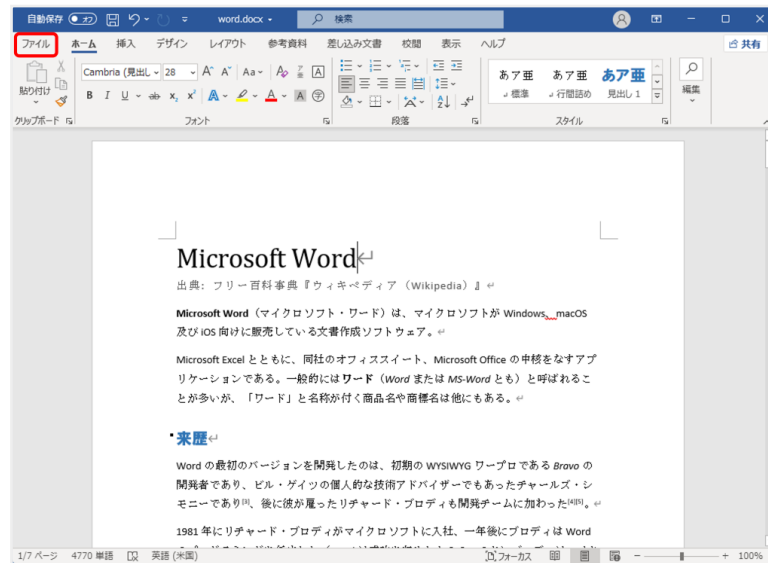 自動保存 オフ word.docx 検索
ファイル ホーム 挿入 デザイン レイアウト 参考資料 差し込み文書 校閲 表示 ヘルプ 共有
Cambria (見出し 28 A A Aa A A
貼り付け B I U ab x₂ x² A A A 字 あア亜 あア亜 あア亜 編集
標準 行間詰め 見出し 1
クリップボード フォント 段落 スタイル
Microsoft Word↵
出典: フリー百科事典『ウィキペディア（Wikipedia）』↵
Microsoft Word（マイクロソフト・ワード）は、マイクロソフトが Windows、macOS
及び iOS 向けに販売している文書作成ソフトウェア。↵
Microsoft Excel とともに、同社のオフィススイート、Microsoft Office の中核をなすアプ
リケーションである。一般的にはワード（Word または MS-Word とも）と呼ばれるこ
とが多いが、「ワード」と名称が付く商品名や商標名は他にもある。↵
来歴↵
Word の最初のバージョンを開発したのは、初期の WYSIWYG ワープロである Bravo の
開発者であり、ビル・ゲイツの個人的な技術アドバイザーでもあったチャールズ・シ
モニーであり[3]、後に彼が雇ったリチャード・ブロディも開発チームに加わった[4][5]。↵
1981 年にリチャード・ブロディがマイクロソフトに入社、一年後にブロディは Word
1/7 ページ 4770 単語 英語 (米国) フォーカス 100%